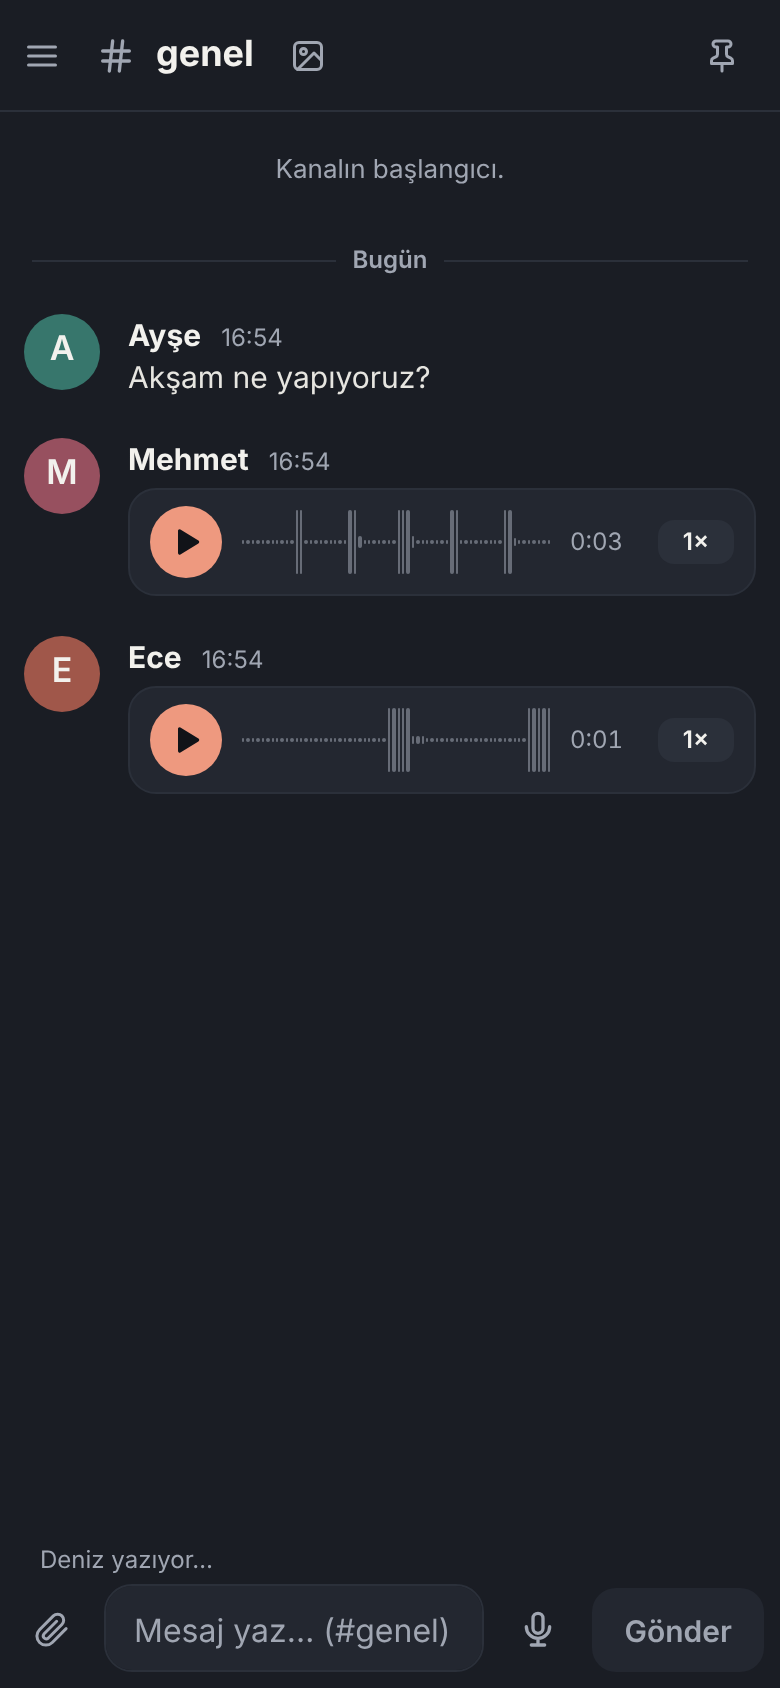 # genel
Kanalın başlangıcı.
Bugün
A
Ayşe 16:54
Akşam ne yapıyoruz?
M
Mehmet 16:54
0:03 1×
E
Ece 16:54
0:01 1×
Deniz yazıyor...
Mesaj yaz... (#genel)
Gönder